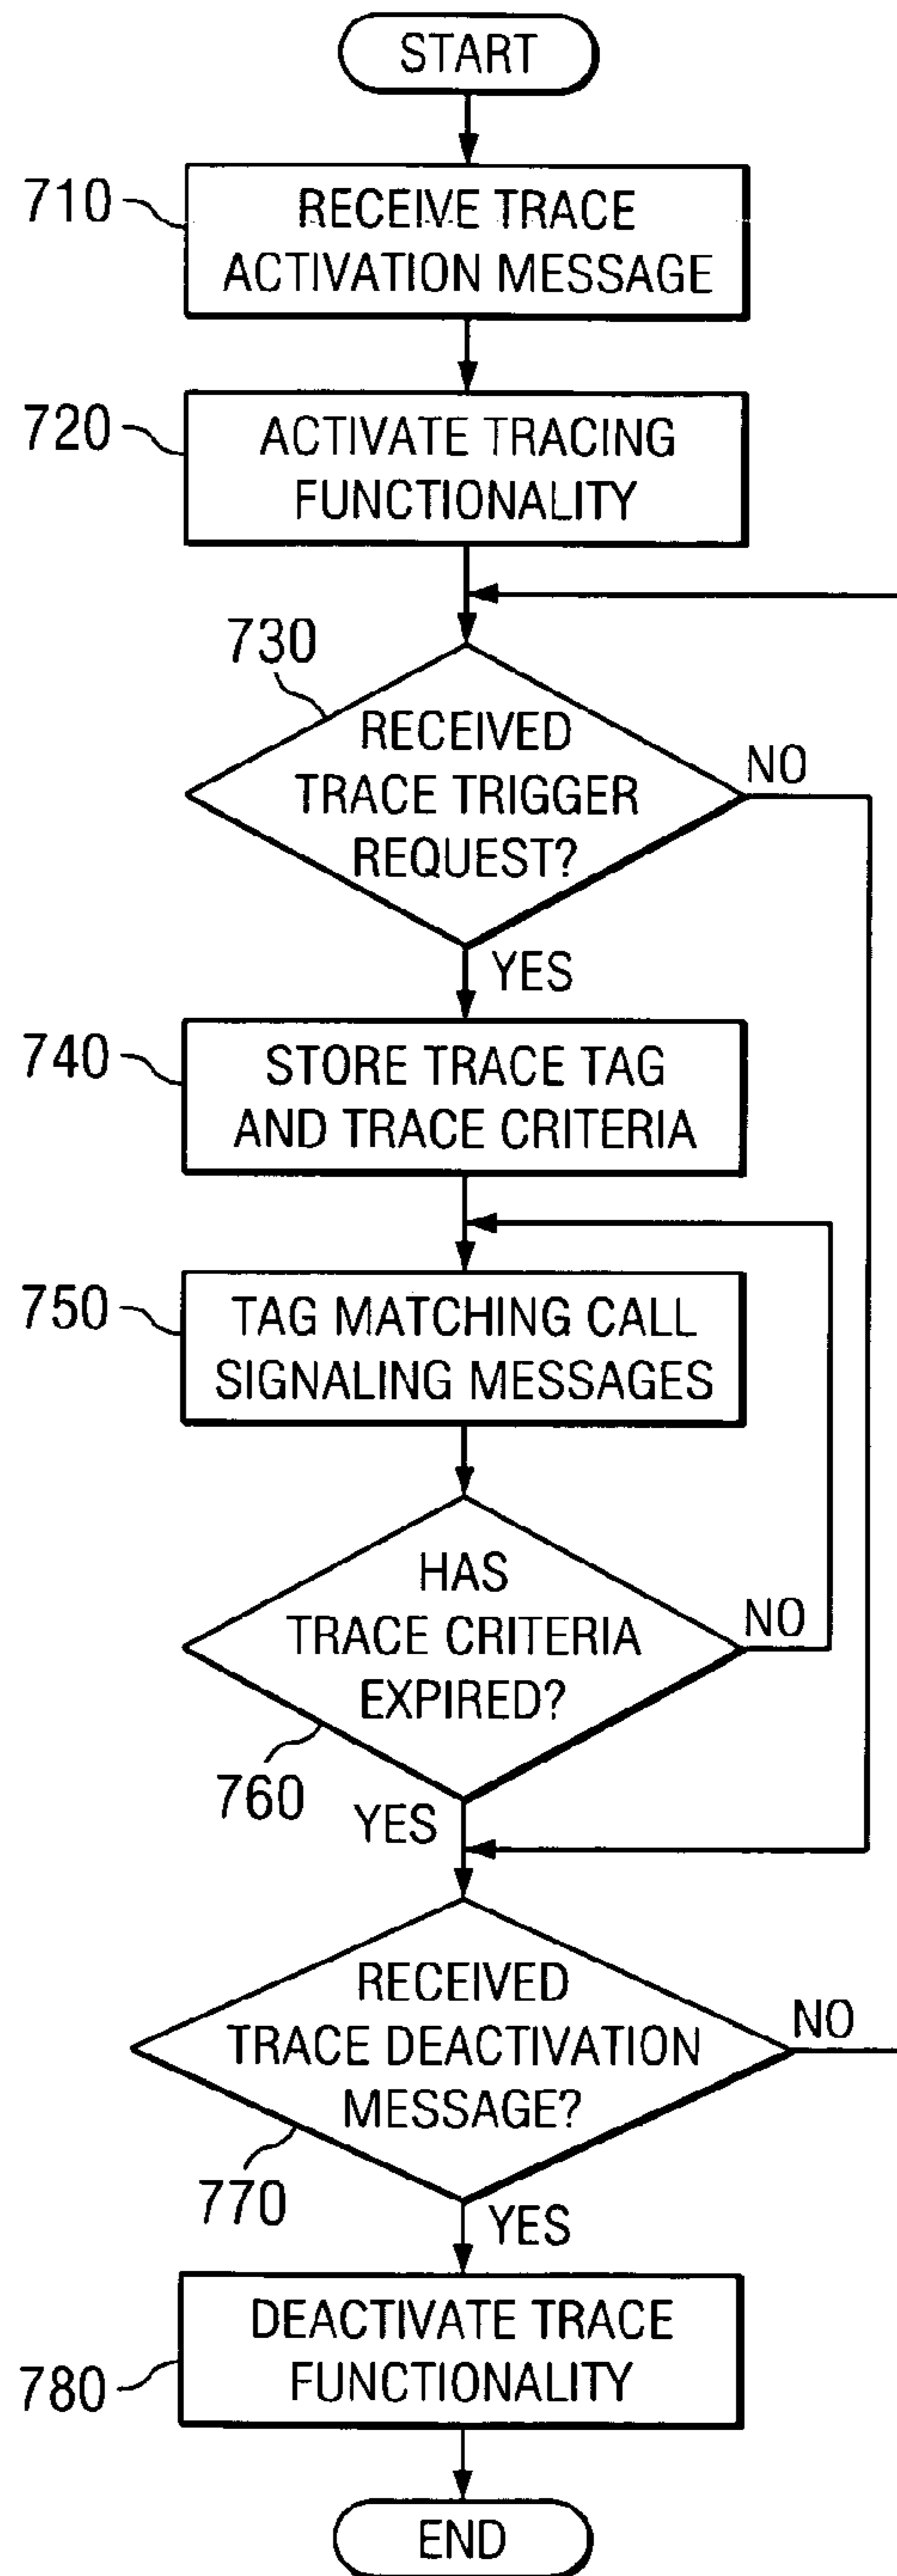 START
710
RECEIVE TRACE
ACTIVATION MESSAGE
720
ACTIVATE TRACING
FUNCTIONALITY
730
RECEIVED
TRACE TRIGGER
REQUEST?
NO
YES
740
STORE TRACE TAG
AND TRACE CRITERIA
750
TAG MATCHING CALL
SIGNALING MESSAGES
HAS
TRACE CRITERIA
EXPIRED?
NO
760
YES
RECEIVED
TRACE DEACTIVATION
MESSAGE?
NO
770
YES
780
DEACTIVATE TRACE
FUNCTIONALITY
END